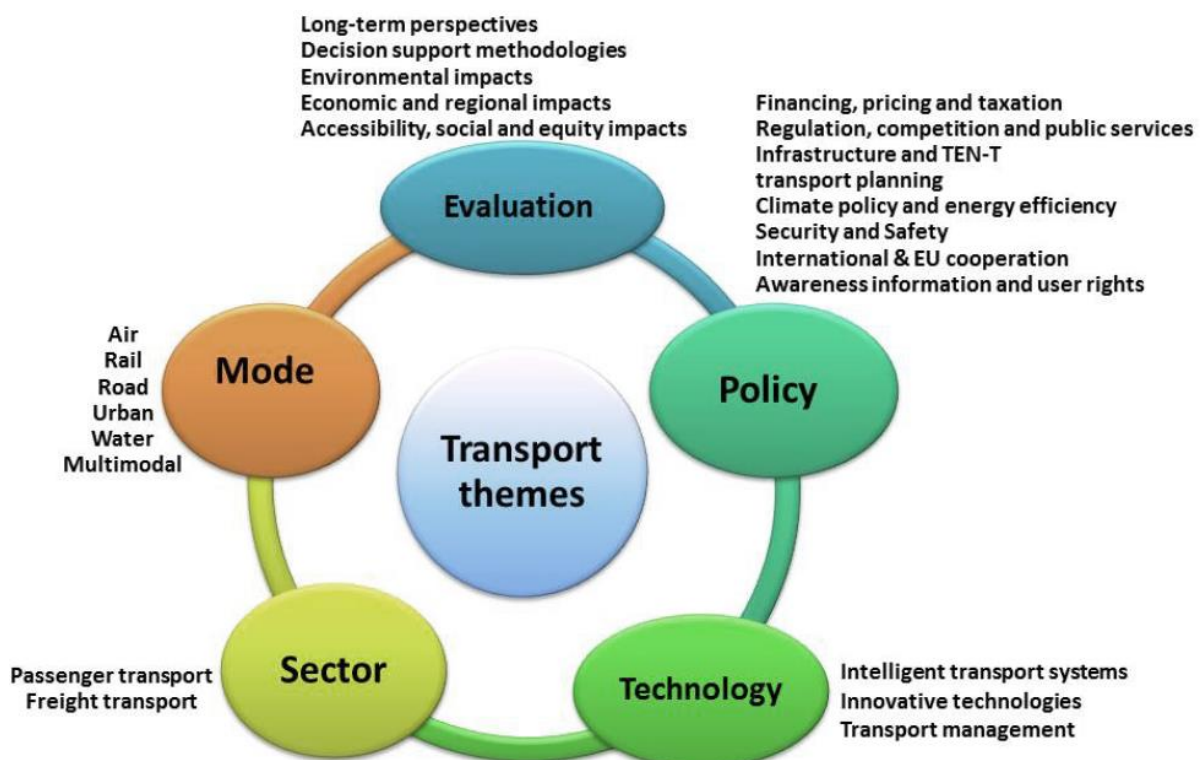 Long-term perspectives
Decision support methodologies
Environmental impacts
Economic and regional impacts
Accessibility, social and equity impacts
Evaluation
Financing, pricing and taxation
Regulation, competition and public services
Infrastructure and TEN-T
transport planning
Climate policy and energy efficiency
Security and Safety
International & EU cooperation
Awareness information and user rights
Policy
Air
Rail
Road
Urban
Water
Multimodal
Mode
Transport
themes
Passenger transport
Freight transport
Sector
Technology
Intelligent transport systems
Innovative technologies
Transport management